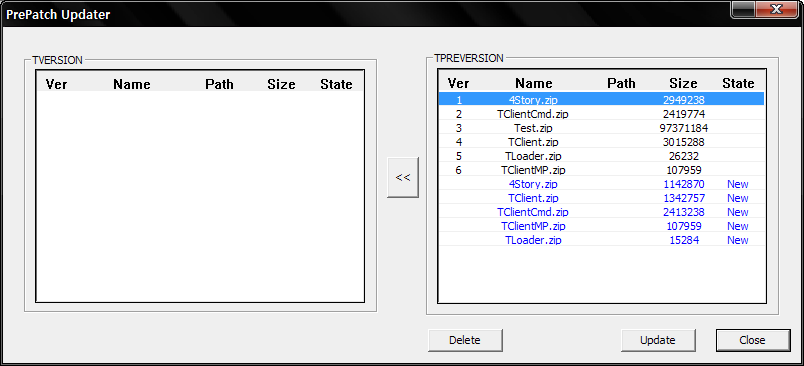 PrePatch Updater
TVERSION
Ver Name Path Size State
<<
TPREVERSION
Ver Name Path Size State
1 4Story.zip 2949238
2 TClientCmd.zip 2419774
3 Test.zip 97371184
4 TClient.zip 3015288
5 TLoader.zip 26232
6 TClientMP.zip 107959
4Story.zip 1142870 New
TClient.zip 1342757 New
TClientCmd.zip 2413238 New
TClientMP.zip 107959 New
TLoader.zip 15284 New
Delete Update Close